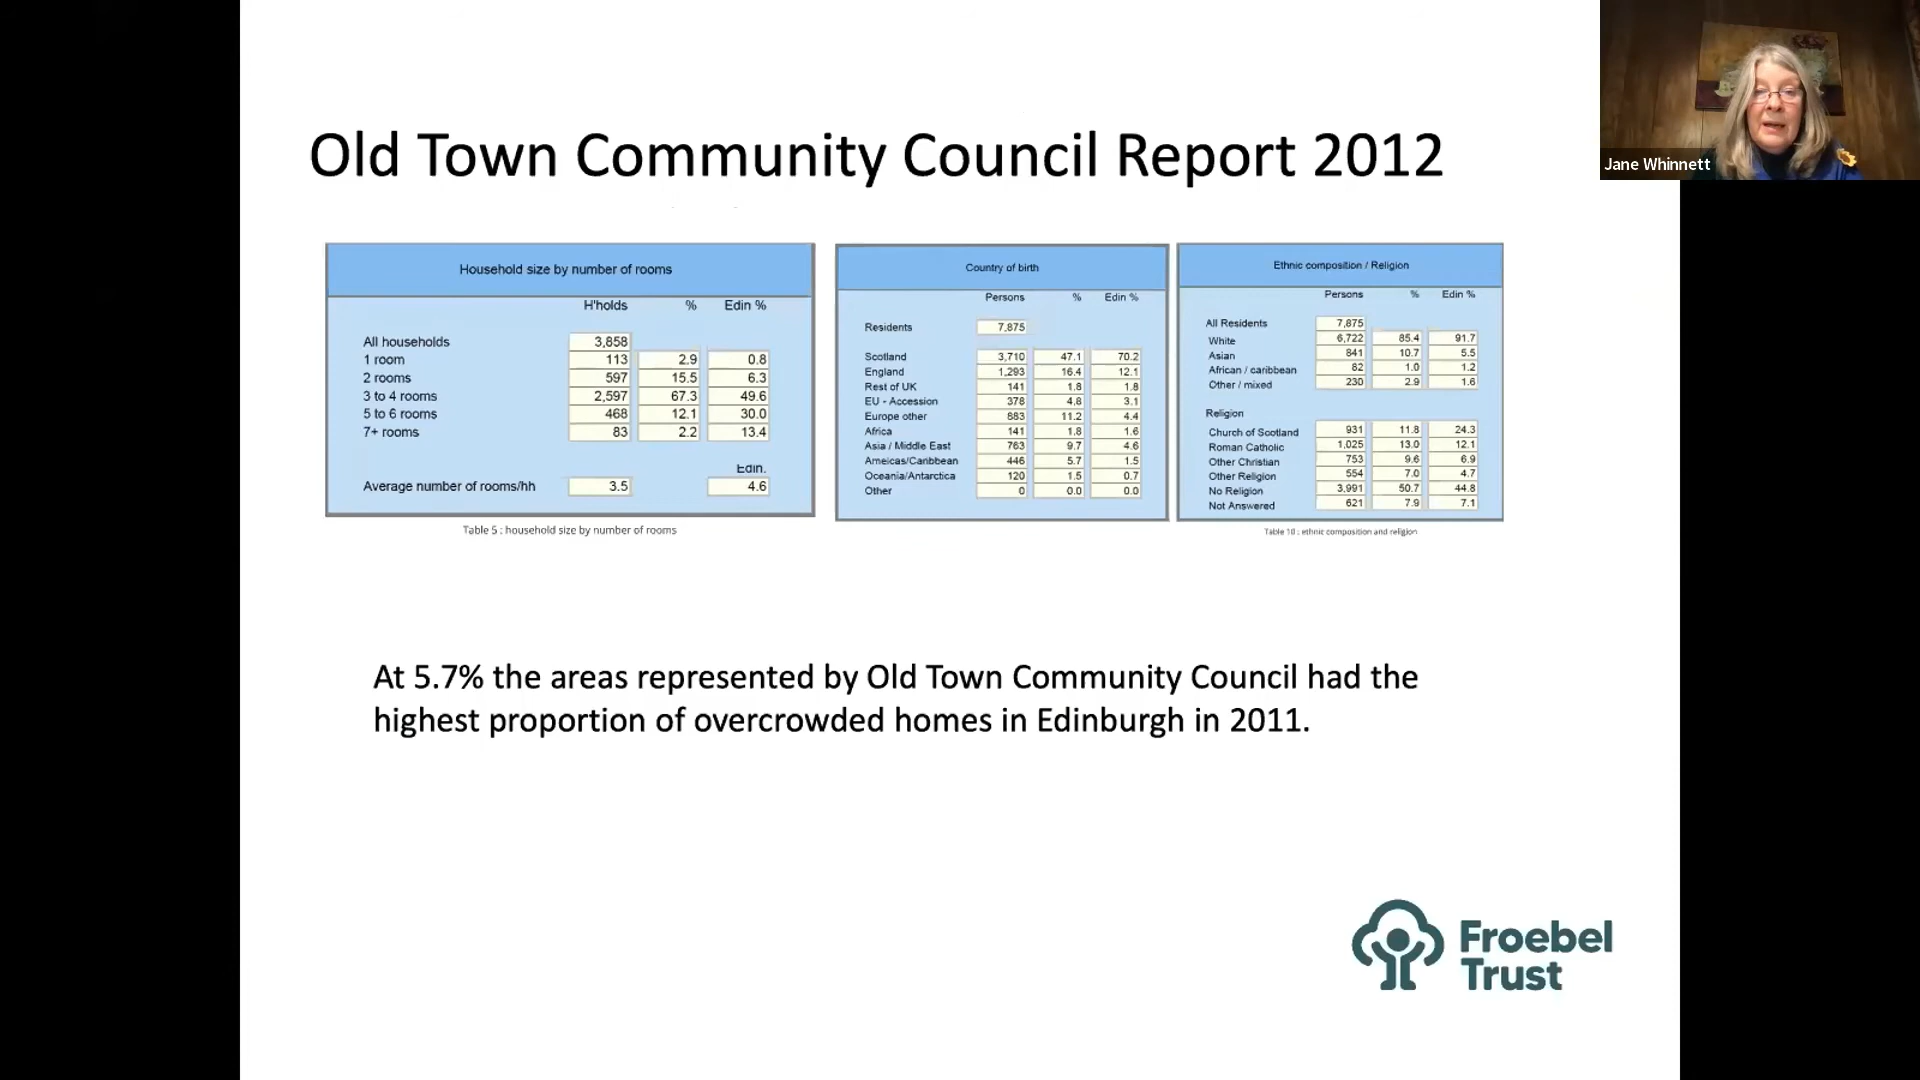 Old Town Community Council Report 2012
Jane Whinnett
Household size by number of rooms
H'holds % Edin %
All households 3,858
1 room 113 2.9 0.8
2 rooms 597 15.5 6.3
3 to 4 rooms 2,597 67.3 49.6
5 to 6 rooms 468 12.1 30.0
7+ rooms 83 2.2 13.4
Edin.
Average number of rooms/hh 3.5 4.6
Table 5 : household size by number of rooms
Country of birth
Persons % Edin %
Residents 7,875
Scotland 3,710 47.1 70.2
England 1,293 16.4 12.1
Rest of UK 141 1.8 1.8
EU - Accession 378 4.8 3.1
Europe other 883 11.2 4.4
Africa 141 1.8 1.6
Asia / Middle East 763 9.7 4.6
Ameicas/Caribbean 446 5.7 1.5
Oceania/Antarctica 120 1.5 0.7
Other 0 0.0 0.0
Ethnic composition / Religion
Persons % Edin %
All Residents 7,875
White 6,722 85.4 91.7
Asian 841 10.7 5.5
African / caribbean 82 1.0 1.2
Other / mixed 230 2.9 1.6
Religion
Church of Scotland 931 11.8 24.3
Roman Catholic 1,025 13.0 12.1
Other Christian 753 9.6 6.9
Other Religion 554 7.0 4.7
No Religion 3,991 50.7 44.8
Not Answered 621 7.9 7.1
Table 10 : ethnic composition and religion
At 5.7% the areas represented by Old Town Community Council had the
highest proportion of overcrowded homes in Edinburgh in 2011.
Froebel
Trust